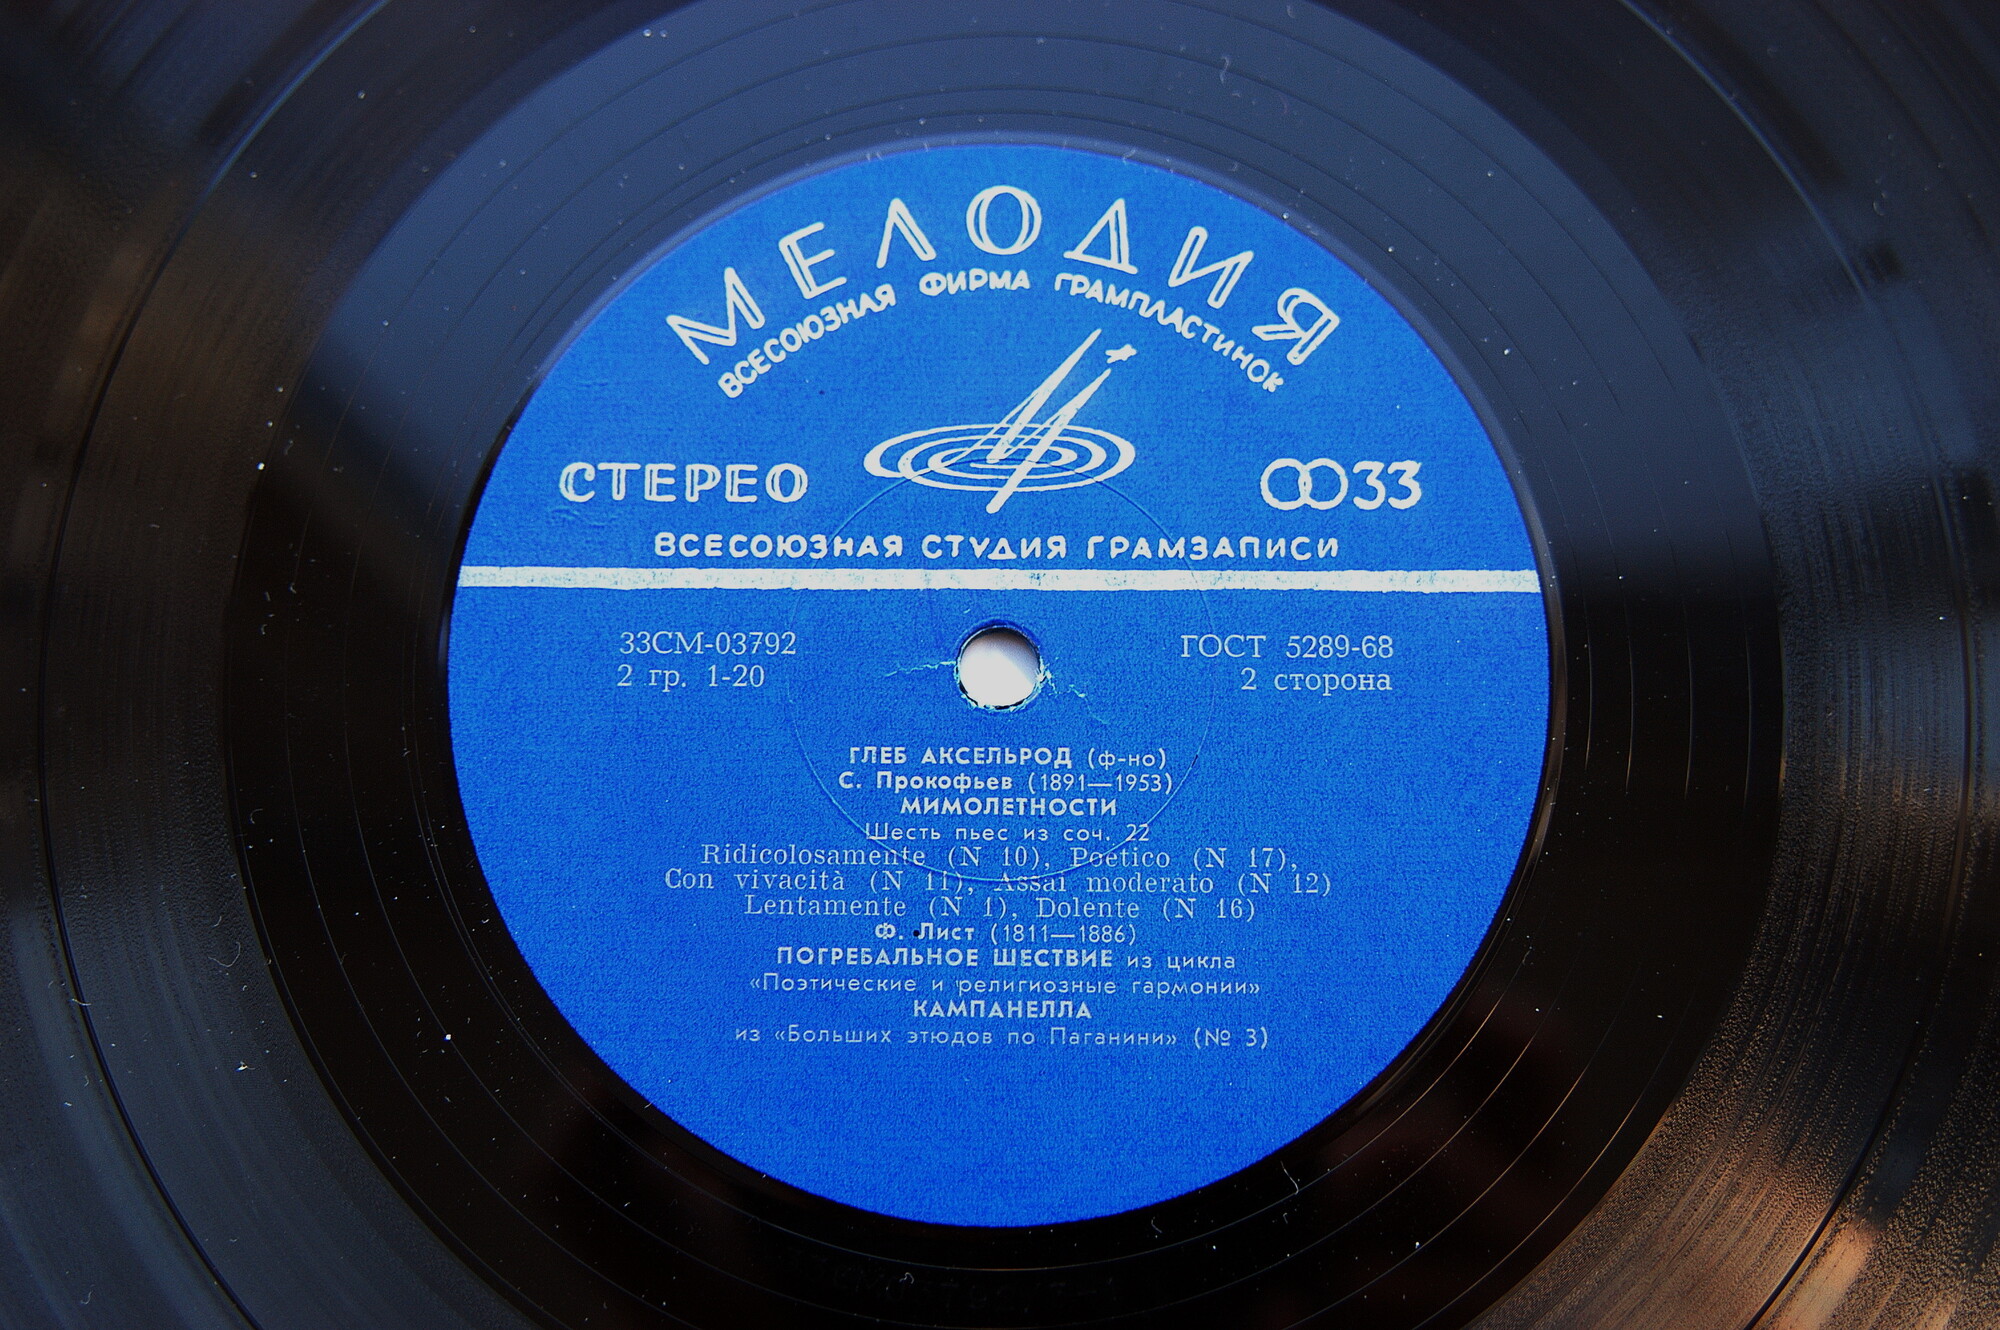 МЕЛОДИЯ
ВСЕСОЮЗНАЯ ФИРМА ГРАМПЛАСТИНОК
СТЕРЕО
33
ВСЕСОЮЗНАЯ СТУДИЯ ГРАМЗАПИСИ
33СМ-03792
ГОСТ 5289-68
2 гр. 1-20
2 сторона
ГЛЕБ АКСЕЛЬРОД (ф-но)
С. Прокофьев (1891—1953)
МИМОЛЕТНОСТИ
Шесть пьес из соч. 22
Ridicolosamente (N 10), Poetico (N 17),
Con vivacità (N 11), Assai moderato (N 12)
Lentamente (N 1), Dolente (N 16)
Ф. Лист (1811—1886)
ПОГРЕБАЛЬНОЕ ШЕСТВИЕ из цикла
«Поэтические и религиозные гармонии»
КАМПАНЕЛЛА
из «Больших этюдов по Паганини» (№ 3)